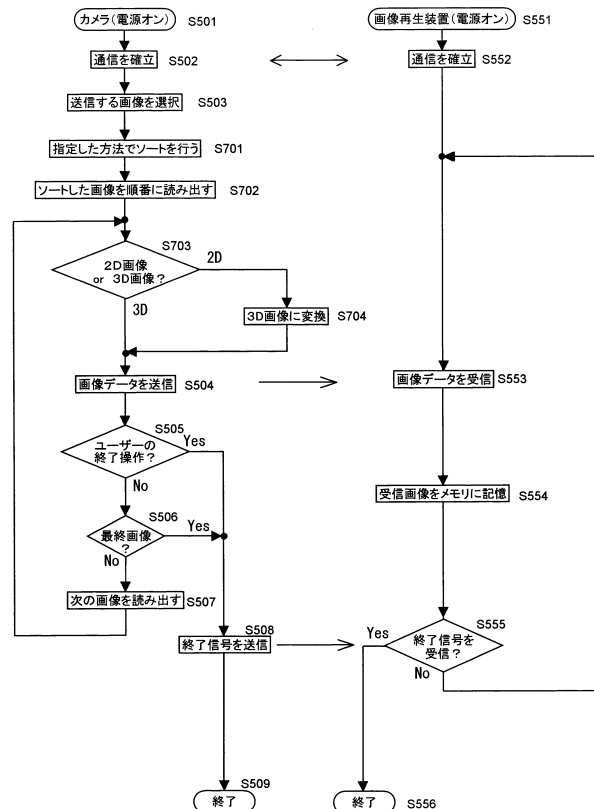 カメラ(電源オン)
S501
通信を確立
S502
送信する画像を選択
S503
指定した方法でソートを行う
S701
ソートした画像を順番に読み出す
S702
S703
2D画像
or 3D画像?
2D
3D
3D画像に変換
S704
画像データを送信
S504
S505
ユーザーの
終了操作?
Yes
No
S506
最終画像
?
Yes
No
次の画像を読み出す
S507
S508
終了信号を送信
S509
終了
画像再生装置(電源オン)
S551
通信を確立
S552
画像データを受信
S553
受信画像をメモリに記憶
S554
S555
終了信号を
受信?
Yes
No
終了
S556